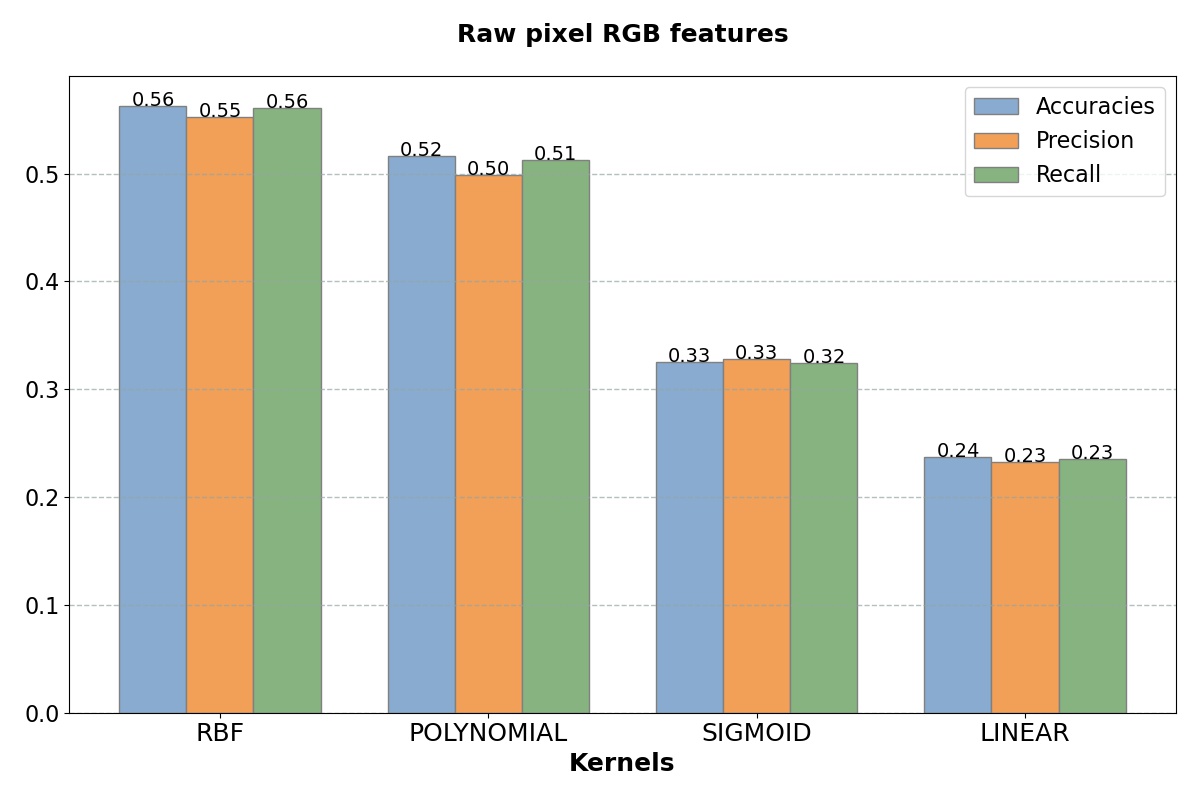 Raw pixel RGB features
0.56 0.55 0.56
0.52 0.50 0.51
0.33 0.33 0.32
0.24 0.23 0.23
Accuracies
Precision
Recall
0.5
0.4
0.3
0.2
0.1
0.0
RBF POLYNOMIAL SIGMOID LINEAR
Kernels